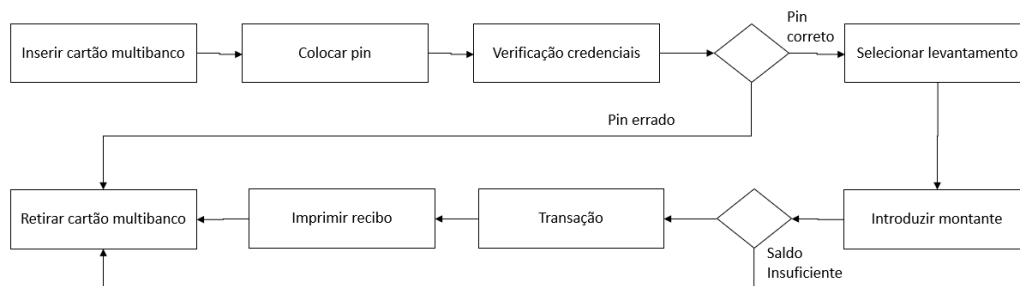 Inserir cartão multibanco
Colocar pin
Verificação credenciais
Pin
correto
Selecionar levantamento
Pin errado
Retirar cartão multibanco
Imprimir recibo
Transação
Introduzir montante
Saldo
Insuficiente